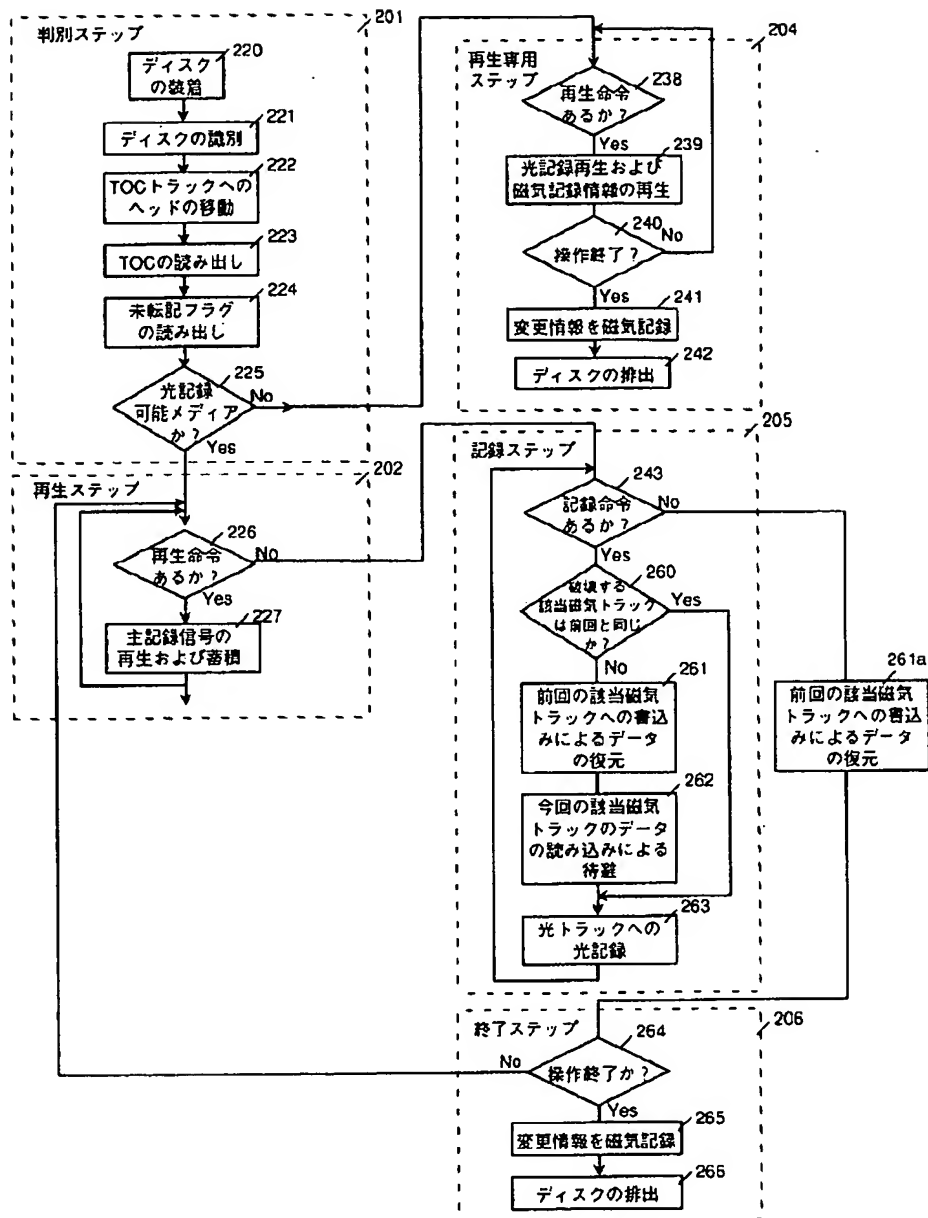 判別ステップ
201
220
ディスク
の装着
221
ディスクの識別
222
TOCトラックへの
ヘッドの移動
223
TOCの読み出し
224
未転記フラグ
の読み出し
225
光記録
可能メディア
か?
No
Yes
202
再生ステップ
226
再生命令
あるか?
No
Yes
227
主記録信号の
再生および蓄積
204
再生専用
ステップ
238
再生命令
あるか?
Yes
239
光記録再生および
磁気記録情報の再生
240
No
操作終了?
Yes
241
変更情報を磁気記録
242
ディスクの排出
205
記録ステップ
243
No
記録命令
あるか?
Yes
260
破壊する
該当磁気トラック
は前回と同じ
か?
Yes
No
261
前回の該当磁気
トラックへの書込
みによるデータ
の復元
262
今回の該当磁気
トラックのデータ
の読み込みによる
待避
263
光トラックへの
光記録
261a
前回の該当磁気
トラックへの書込
みによるデータ
の復元
206
終了ステップ
264
No
操作終了か?
Yes
265
変更情報を磁気記録
266
ディスクの排出